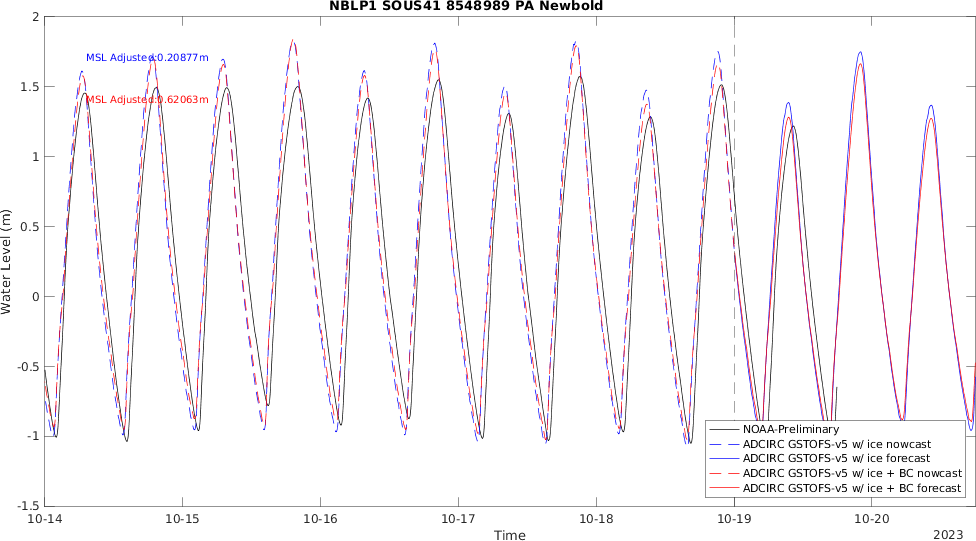 NBLP1 SOUS41 8548989 PA Newbold
2
1.5
1
0.5
0
-0.5
-1
-1.5
Water Level (m)
MSL Adjusted:0.20877m
MSL Adjusted:0.62063m
NOAA-Preliminary
ADCIRC GSTOFS-v5 w/ ice nowcast
ADCIRC GSTOFS-v5 w/ ice forecast
ADCIRC GSTOFS-v5 w/ ice + BC nowcast
ADCIRC GSTOFS-v5 w/ ice + BC forecast
10-14 10-15 10-16 10-17 10-18 10-19 10-20
Time
2023